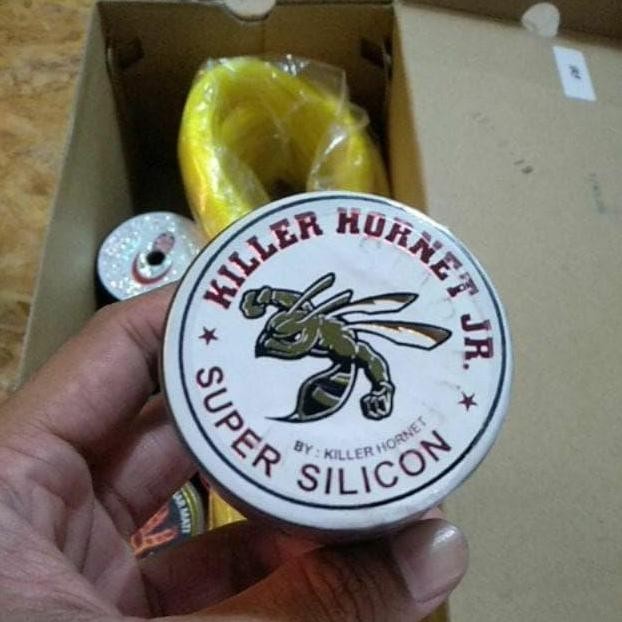 KILLER HORNET JR.
BY : KILLER HORNET
SUPER SILICON